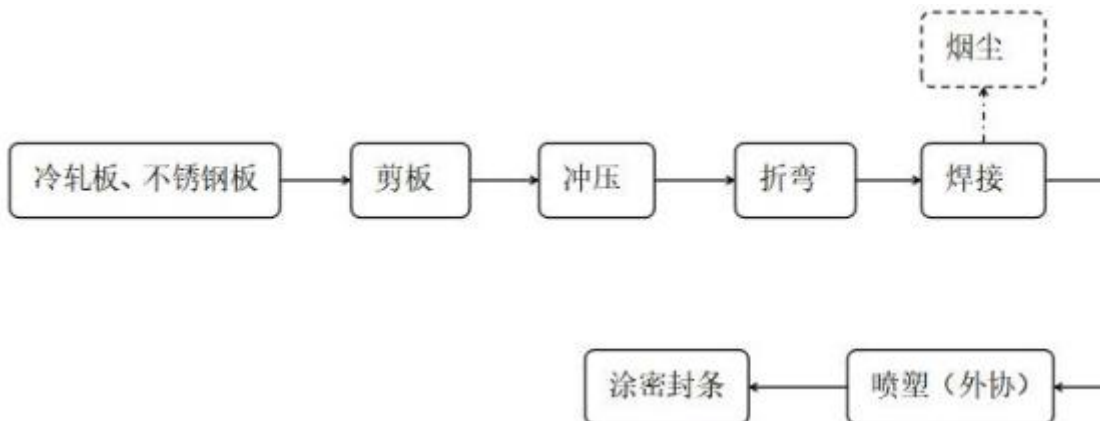 烟尘
冷轧板、不锈钢板
剪板
冲压
折弯
焊接
涂密封条
喷塑（外协）